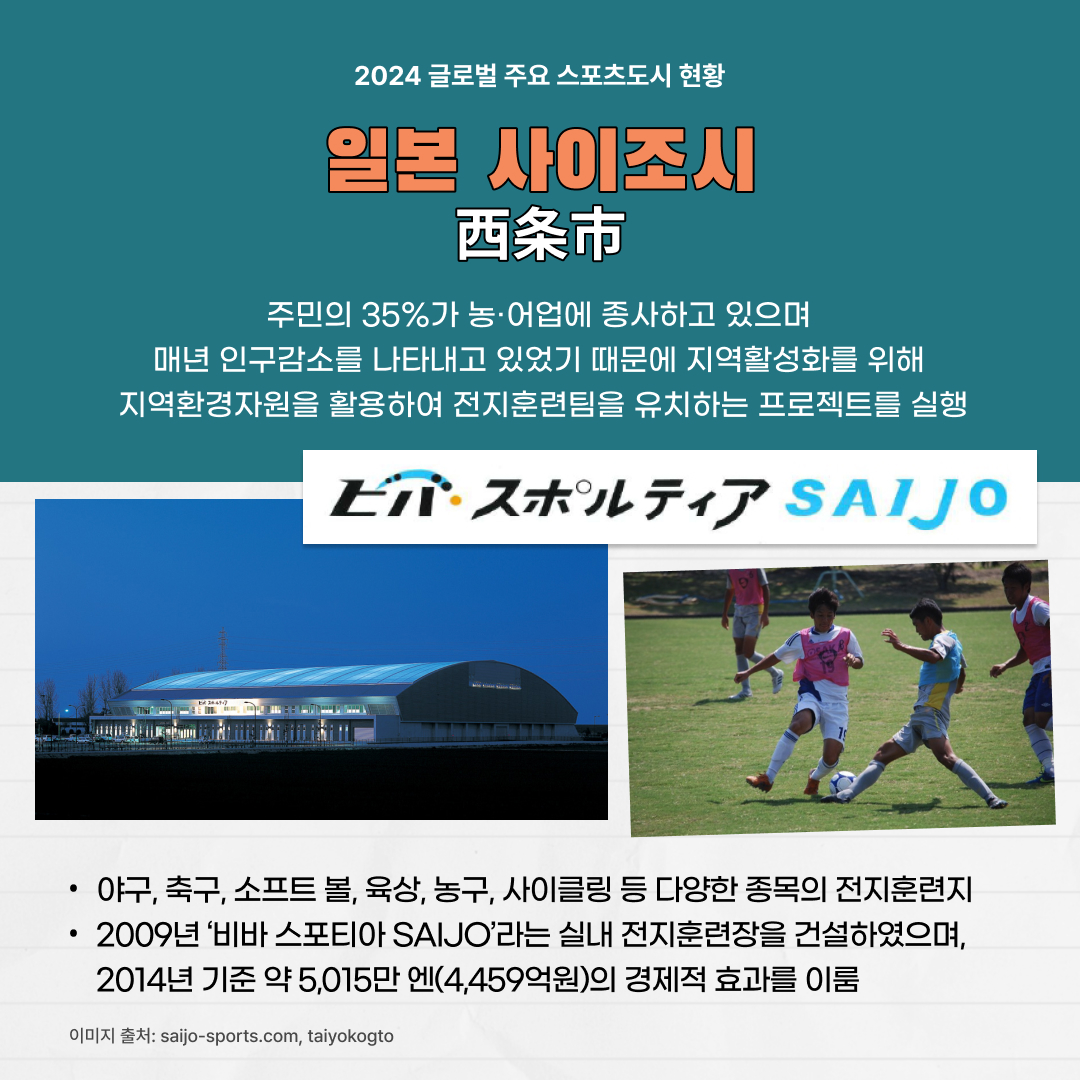 2024 글로벌 주요 스포츠도시 현황
일본 사이조시
西条市
주민의 35%가 농·어업에 종사하고 있으며
매년 인구감소를 나타내고 있었기 때문에 지역활성화를 위해
지역환경자원을 활용하여 전지훈련팀을 유치하는 프로젝트를 실행
ビバ・スポルティア SAIJO
ビバ スポルティア
OSAKA
19
• 야구, 축구, 소프트 볼, 육상, 농구, 사이클링 등 다양한 종목의 전지훈련지
• 2009년 ‘비바 스포티아 SAIJO’라는 실내 전지훈련장을 건설하였으며,
2014년 기준 약 5,015만 엔(4,459억원)의 경제적 효과를 이룸
이미지 출처: saijo-sports.com, taiyokogto